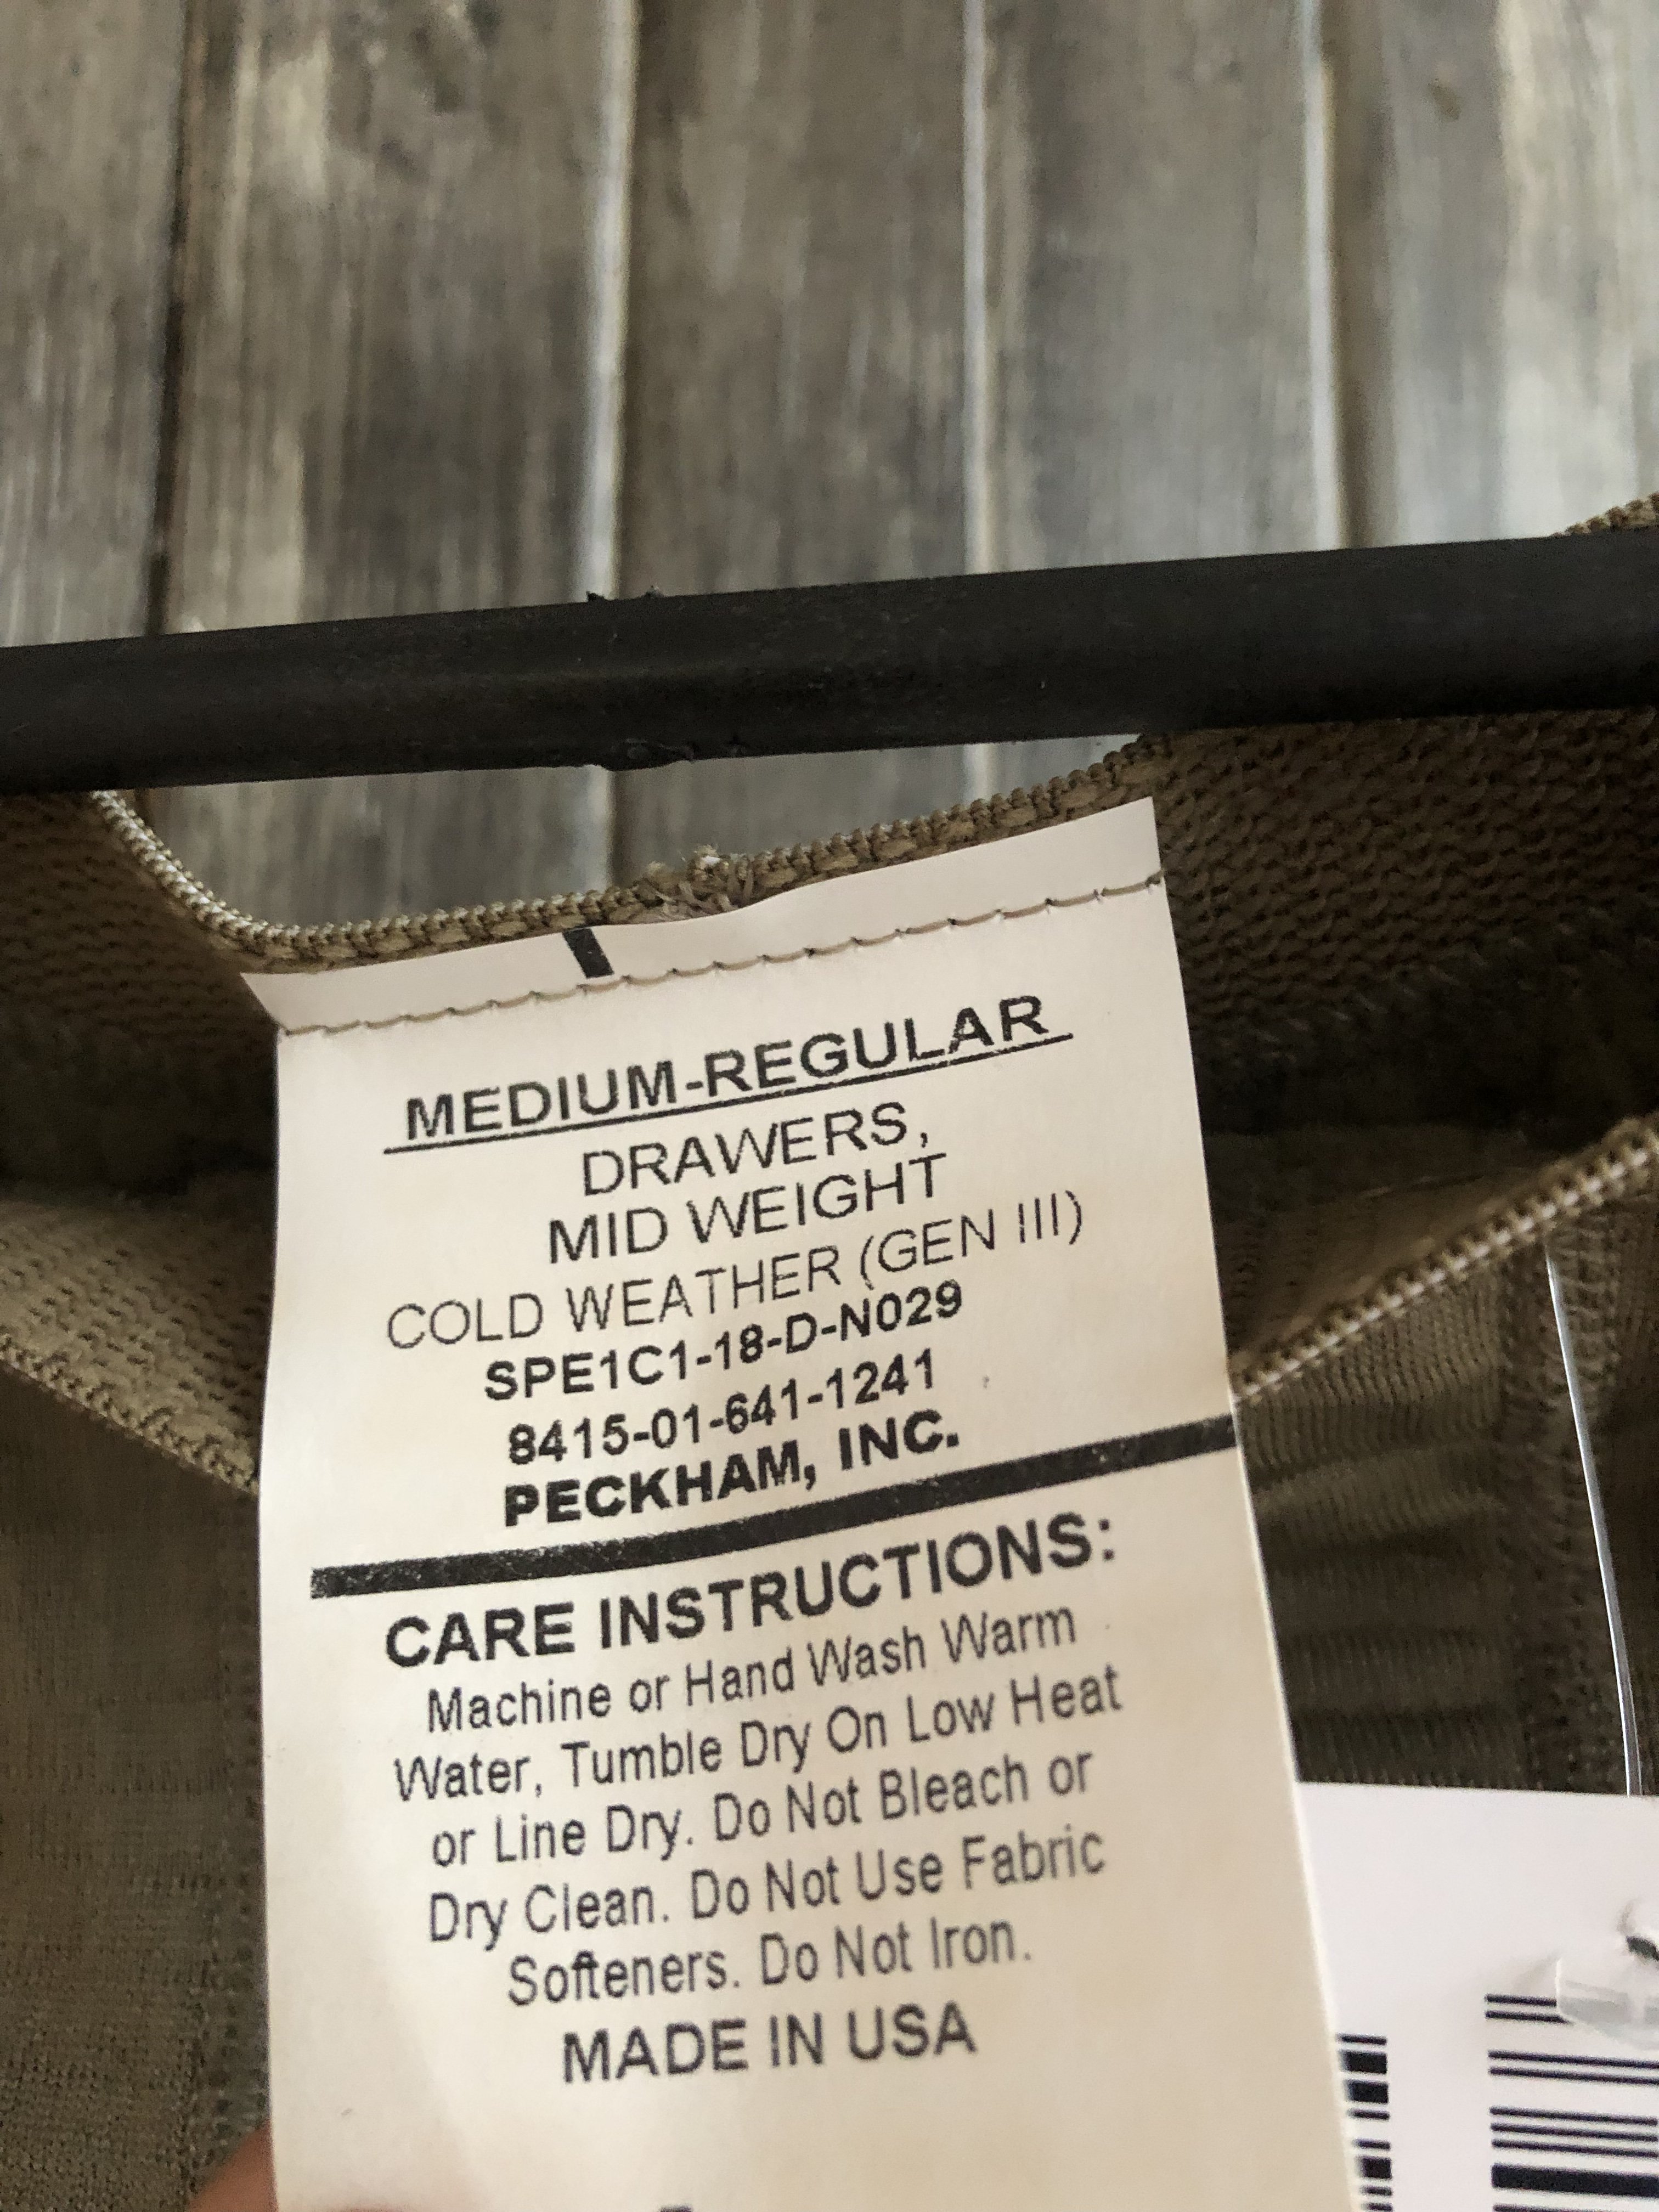 MEDIUM-REGULAR
DRAWERS,
MID WEIGHT
COLD WEATHER (GEN III)
SPE1C1-18-D-N029
8415-01-641-1241
PECKHAM, INC.
CARE INSTRUCTIONS:
Machine or Hand Wash Warm
Water, Tumble Dry On Low Heat
or Line Dry. Do Not Bleach or
Dry Clean. Do Not Use Fabric
Softeners. Do Not Iron.
MADE IN USA